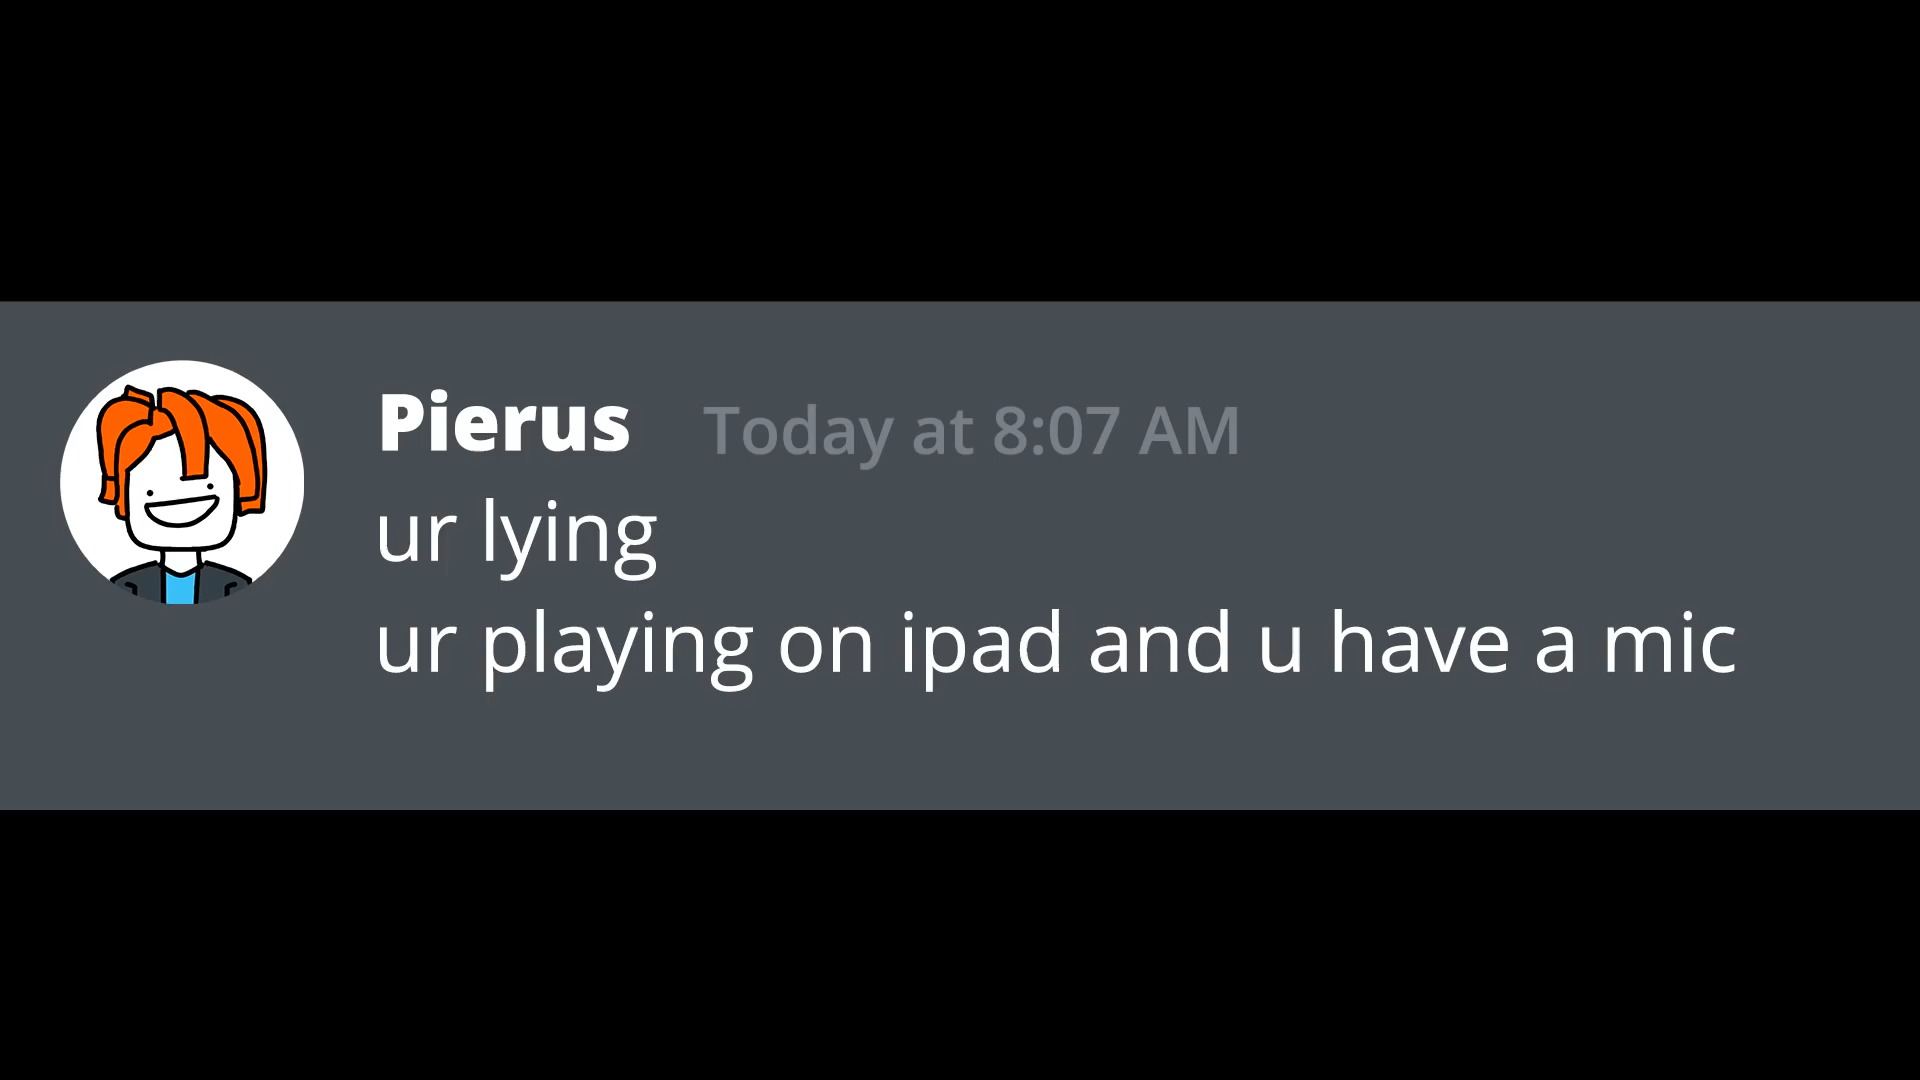 Pierus Today at 8:07 AM
ur lying
ur playing on ipad and u have a mic